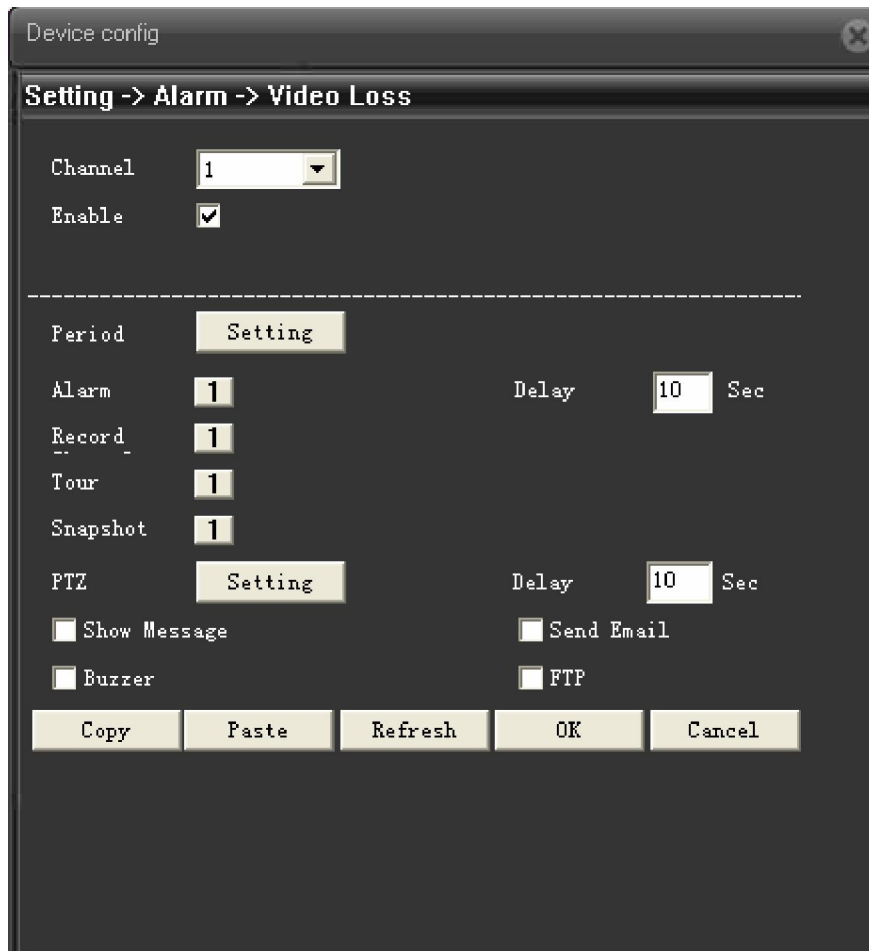 Device config
Setting -> Alarm -> Video Loss
Channel 1
Enable
Period Setting
Alarm 1 Delay 10 Sec
Record 1
Tour 1
Snapshot 1
PTZ Setting Delay 10 Sec
Show Message Send Email
Buzzer FTP
Copy Paste Refresh OK Cancel